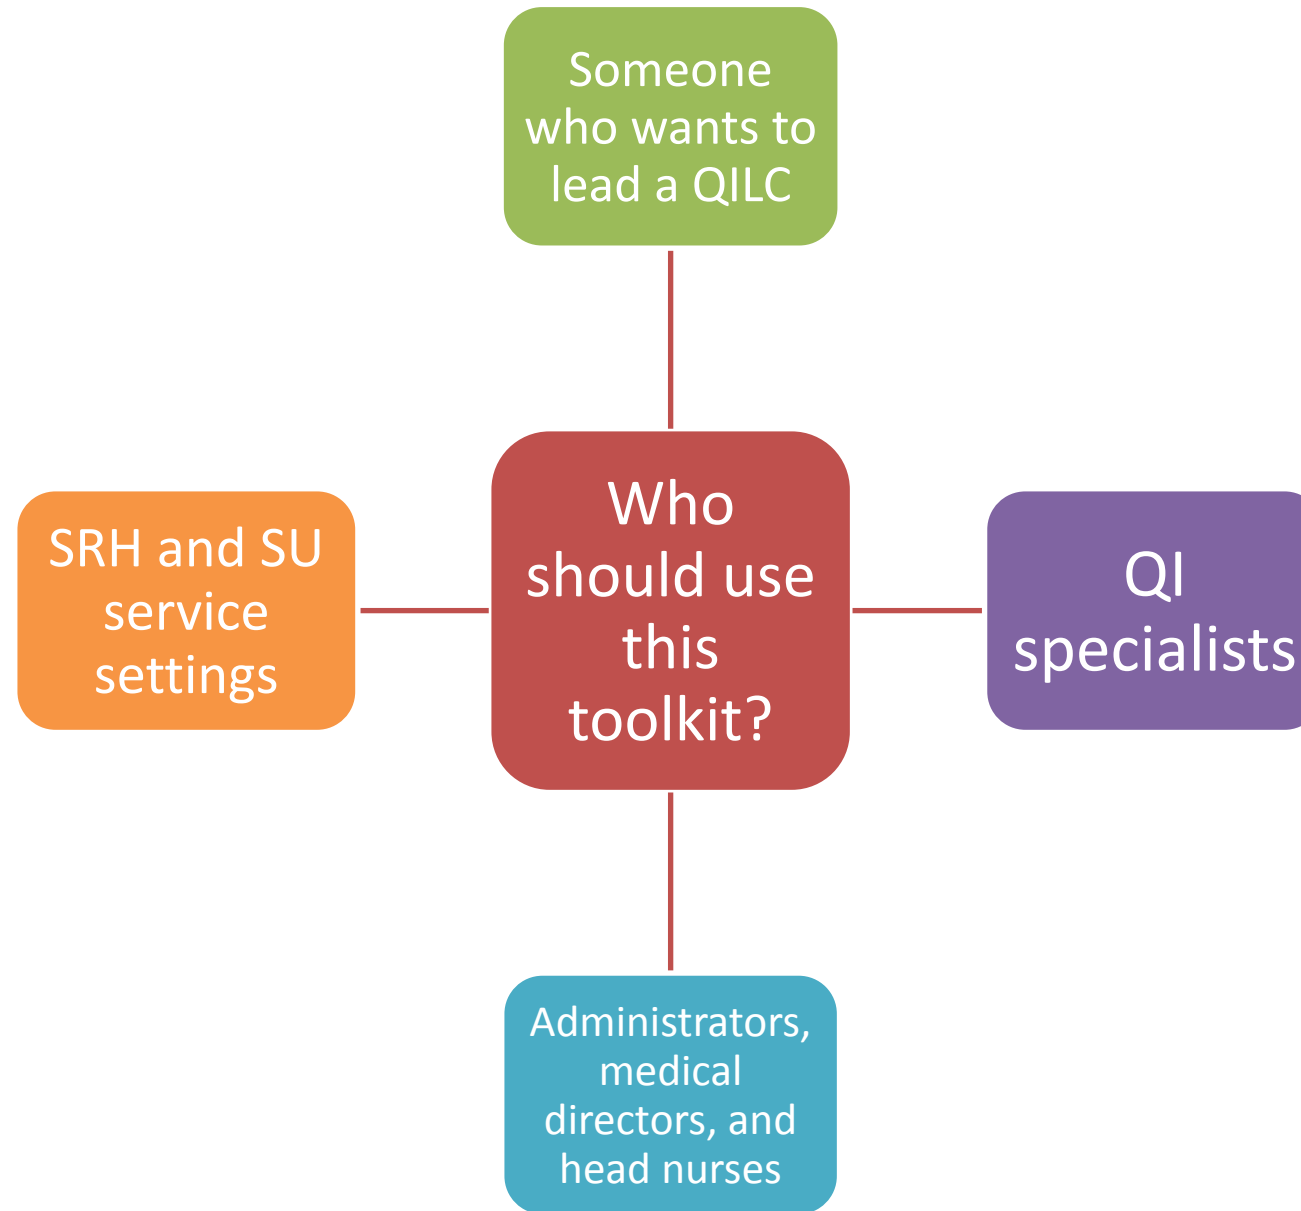 Someone
who wants to
lead a QILC
SRH and SU
service
settings
Who
should use
this
toolkit?
QI
specialists
Administrators,
medical
directors, and
head nurses